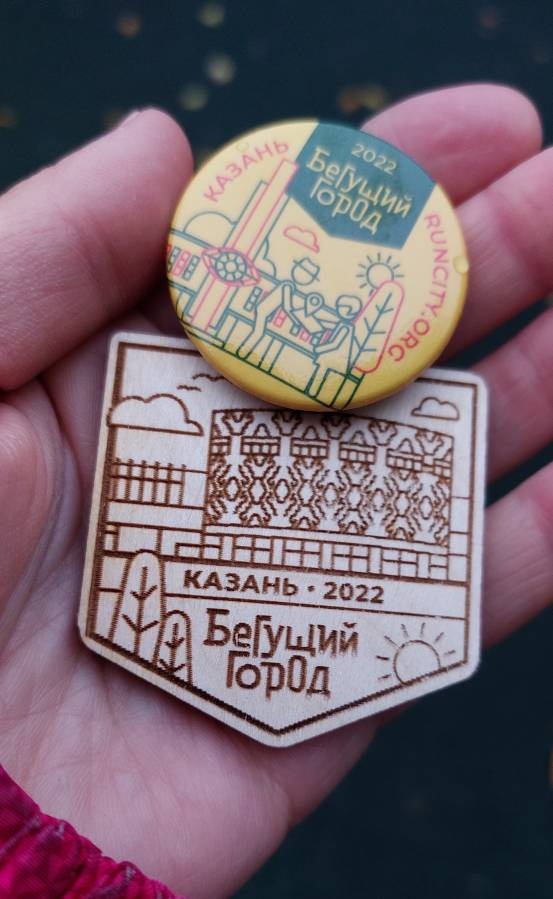 КАЗАНЬ
2022
БеГущий
ГорОд
RUNCITY.ORG
КАЗАНЬ · 2022
БеГущий
ГорОд